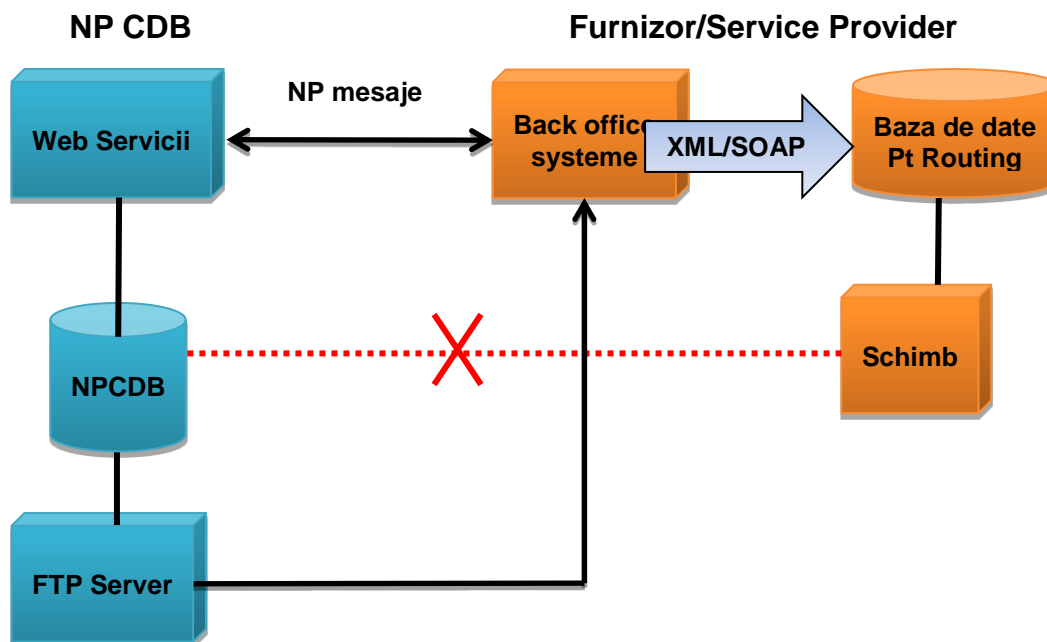 NP CDB
Furnizor/Service Provider
NP mesaje
Web Servicii
Back office
systeme
XML/SOAP
Baza de date
Pt Routing
NPCDB
Schimb
FTP Server